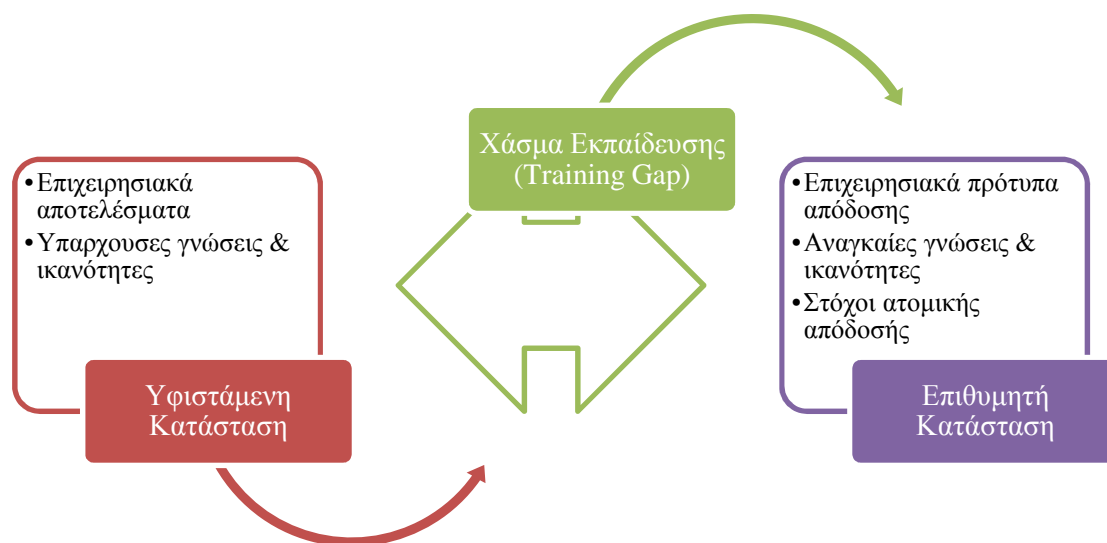 •Επιχειρησιακά
αποτελέσματα
•Υπαρχουσες γνώσεις &
ικανότητες
Υφιστάμενη
Κατάσταση
Χάσμα Εκπαίδευσης
(Training Gap)
•Επιχειρησιακά πρότυπα
απόδοσης
•Αναγκαίες γνώσεις &
ικανότητες
•Στόχοι ατομικής
απόδοσής
Επιθυμητή
Κατάσταση